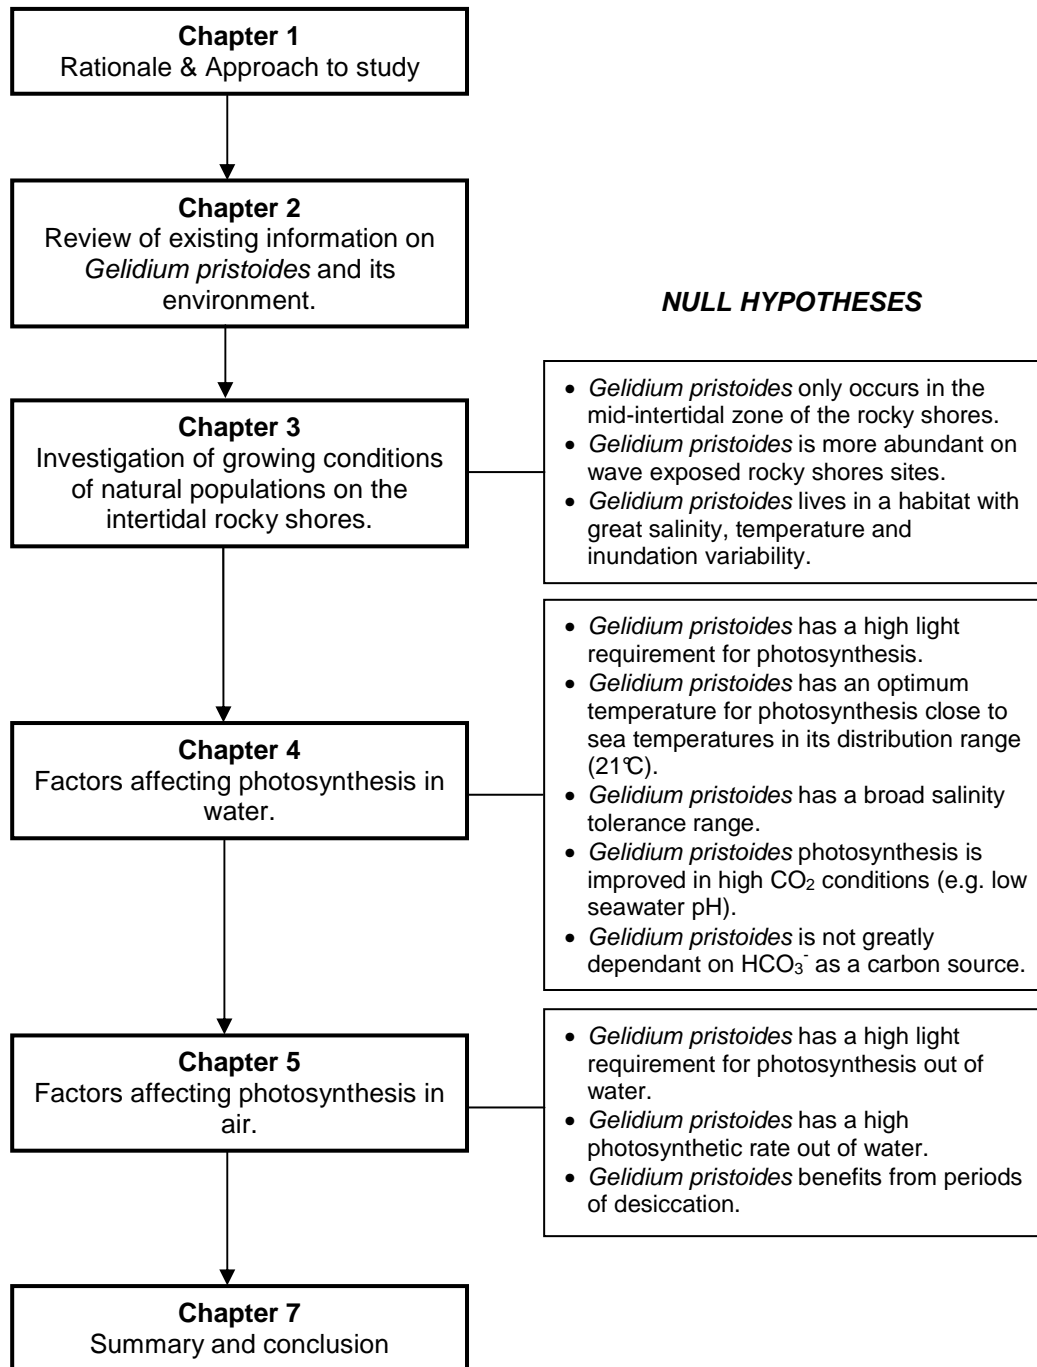 Chapter 1
Rationale & Approach to study
Chapter 2
Review of existing information on
Gelidium pristoides and its
environment.
NULL HYPOTHESES
Chapter 3
Investigation of growing conditions
of natural populations on the
intertidal rocky shores.
• Gelidium pristoides only occurs in the
mid-intertidal zone of the rocky shores.
• Gelidium pristoides is more abundant on
wave exposed rocky shores sites.
• Gelidium pristoides lives in a habitat with
great salinity, temperature and
inundation variability.
Chapter 4
Factors affecting photosynthesis in
water.
• Gelidium pristoides has a high light
requirement for photosynthesis.
• Gelidium pristoides has an optimum
temperature for photosynthesis close to
sea temperatures in its distribution range
(21°C).
• Gelidium pristoides has a broad salinity
tolerance range.
• Gelidium pristoides photosynthesis is
improved in high CO₂ conditions (e.g. low
seawater pH).
• Gelidium pristoides is not greatly
dependant on HCO₃⁻ as a carbon source.
Chapter 5
Factors affecting photosynthesis in
air.
• Gelidium pristoides has a high light
requirement for photosynthesis out of
water.
• Gelidium pristoides has a high
photosynthetic rate out of water.
• Gelidium pristoides benefits from periods
of desiccation.
Chapter 7
Summary and conclusion